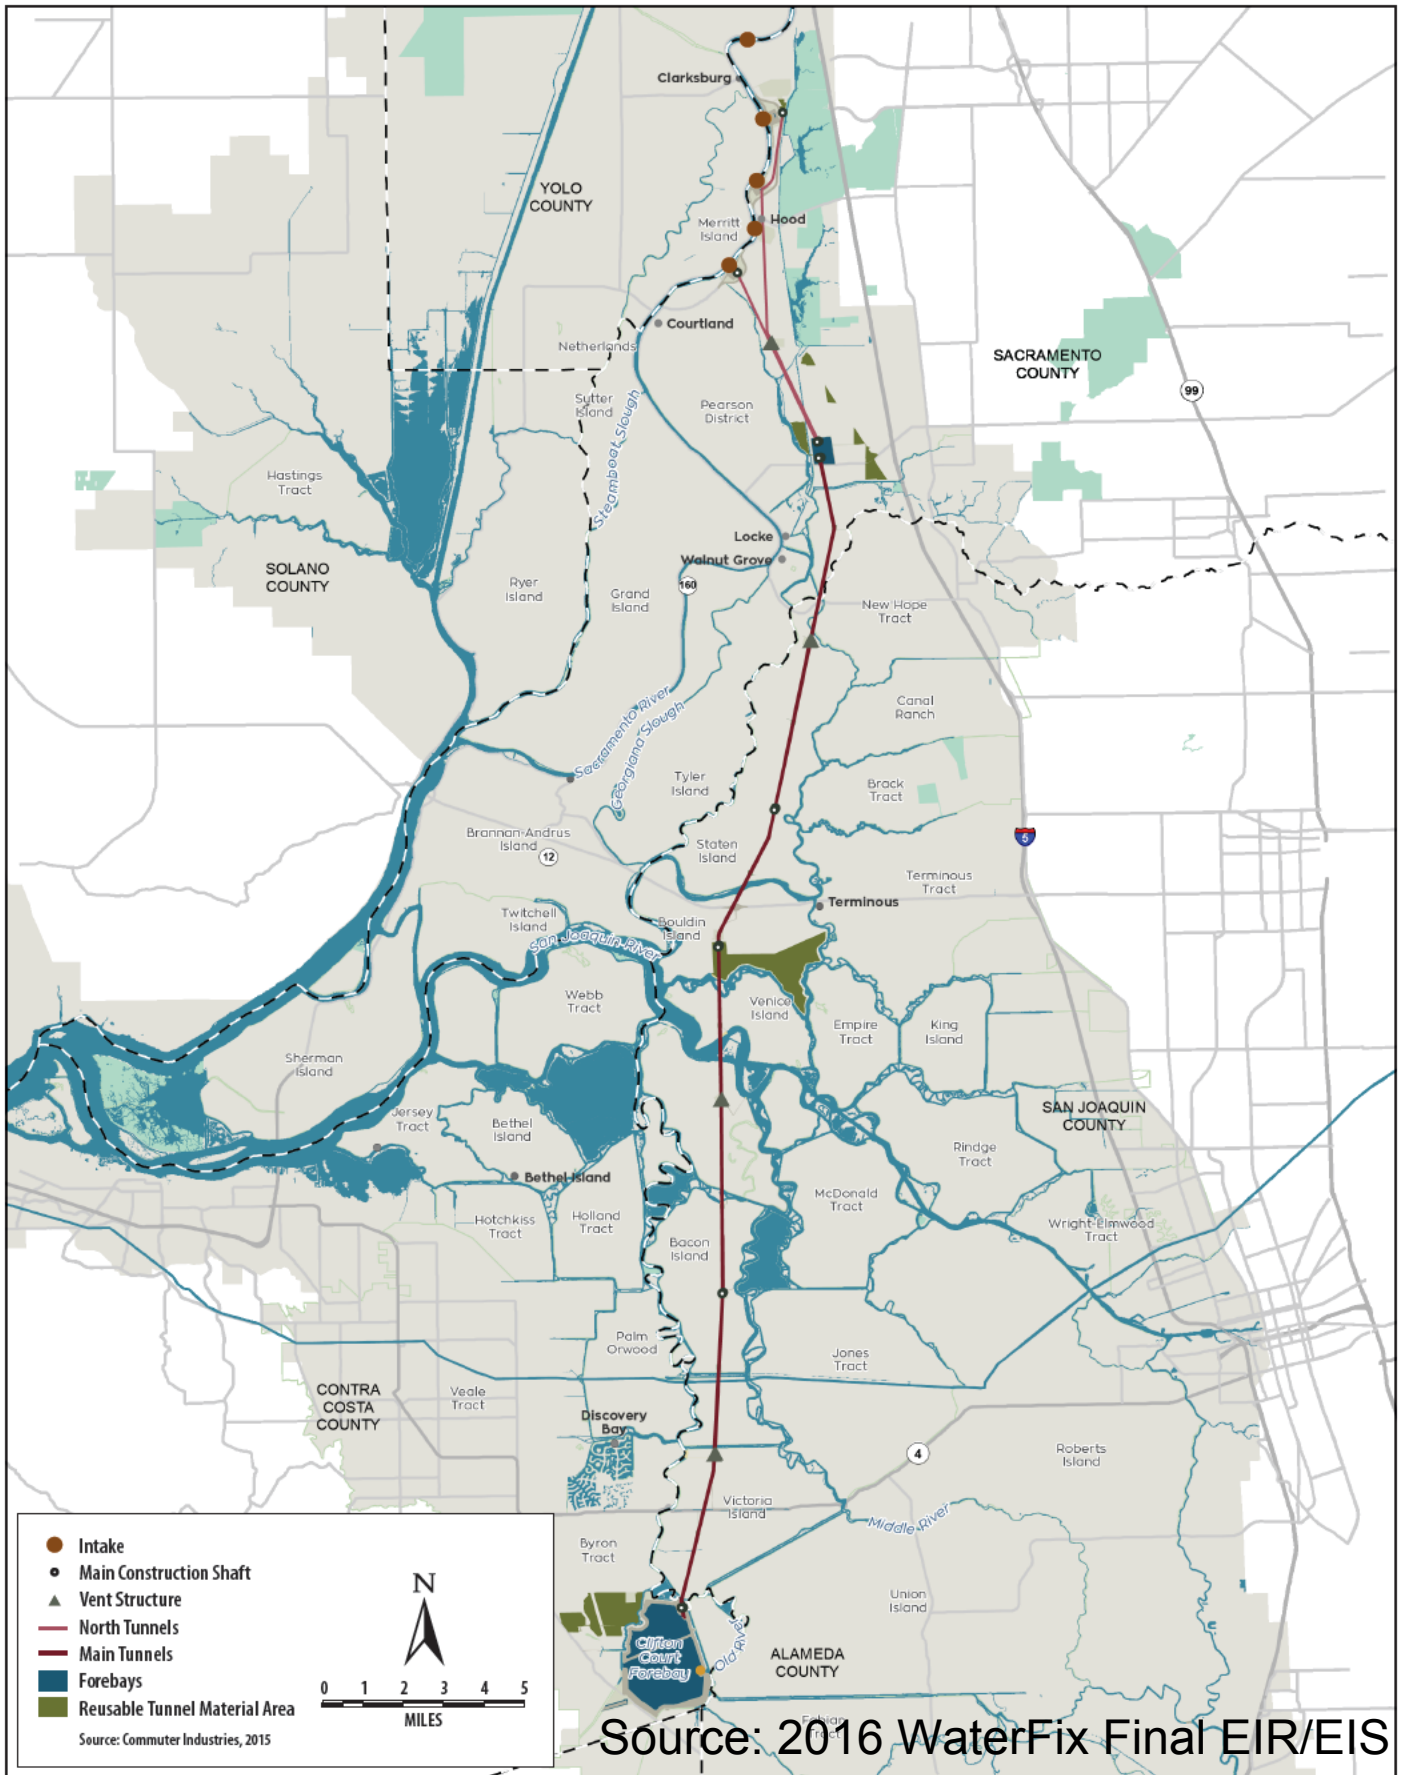 Clarksburg
YOLO
COUNTY
Merritt
Island
Hood
Courtland
Netherlands
SACRAMENTO
COUNTY
99
Sutter
Island
Steamboat Slough
Pearson
District
Hastings
Tract
Locke
Walnut Grove
SOLANO
COUNTY
Ryer
Island
Grand
Island
160
New Hope
Tract
Canal
Ranch
Sacramento River
Georgiana Slough
Tyler
Island
Brack
Tract
Brannan-Andrus
Island
12
Staten
Island
5
Terminous
Tract
Terminous
Twitchell
Island
Bouldin
Island
San Joaquin River
Webb
Tract
Venice
Island
Empire
Tract
King
Island
Sherman
Island
Jersey
Tract
Bethel
Island
SAN JOAQUIN
COUNTY
Rindge
Tract
Bethel Island
McDonald
Tract
Hotchkiss
Tract
Holland
Tract
Wright-Elmwood
Tract
Bacon
Island
Palm
Orwood
Jones
Tract
CONTRA
COSTA
COUNTY
Veale
Tract
Discovery
Bay
4
Roberts
Island
Victoria
Island
Middle River
Byron
Tract
Union
Island
Clifton
Court
Forebay
Old River
ALAMEDA
COUNTY
Fabian
Tract
Intake
Main Construction Shaft
Vent Structure
North Tunnels
Main Tunnels
Forebays
Reusable Tunnel Material Area
Source: Commuter Industries, 2015
N
0 1 2 3 4 5
MILES
Source: 2016 WaterFix Final EIR/EIS